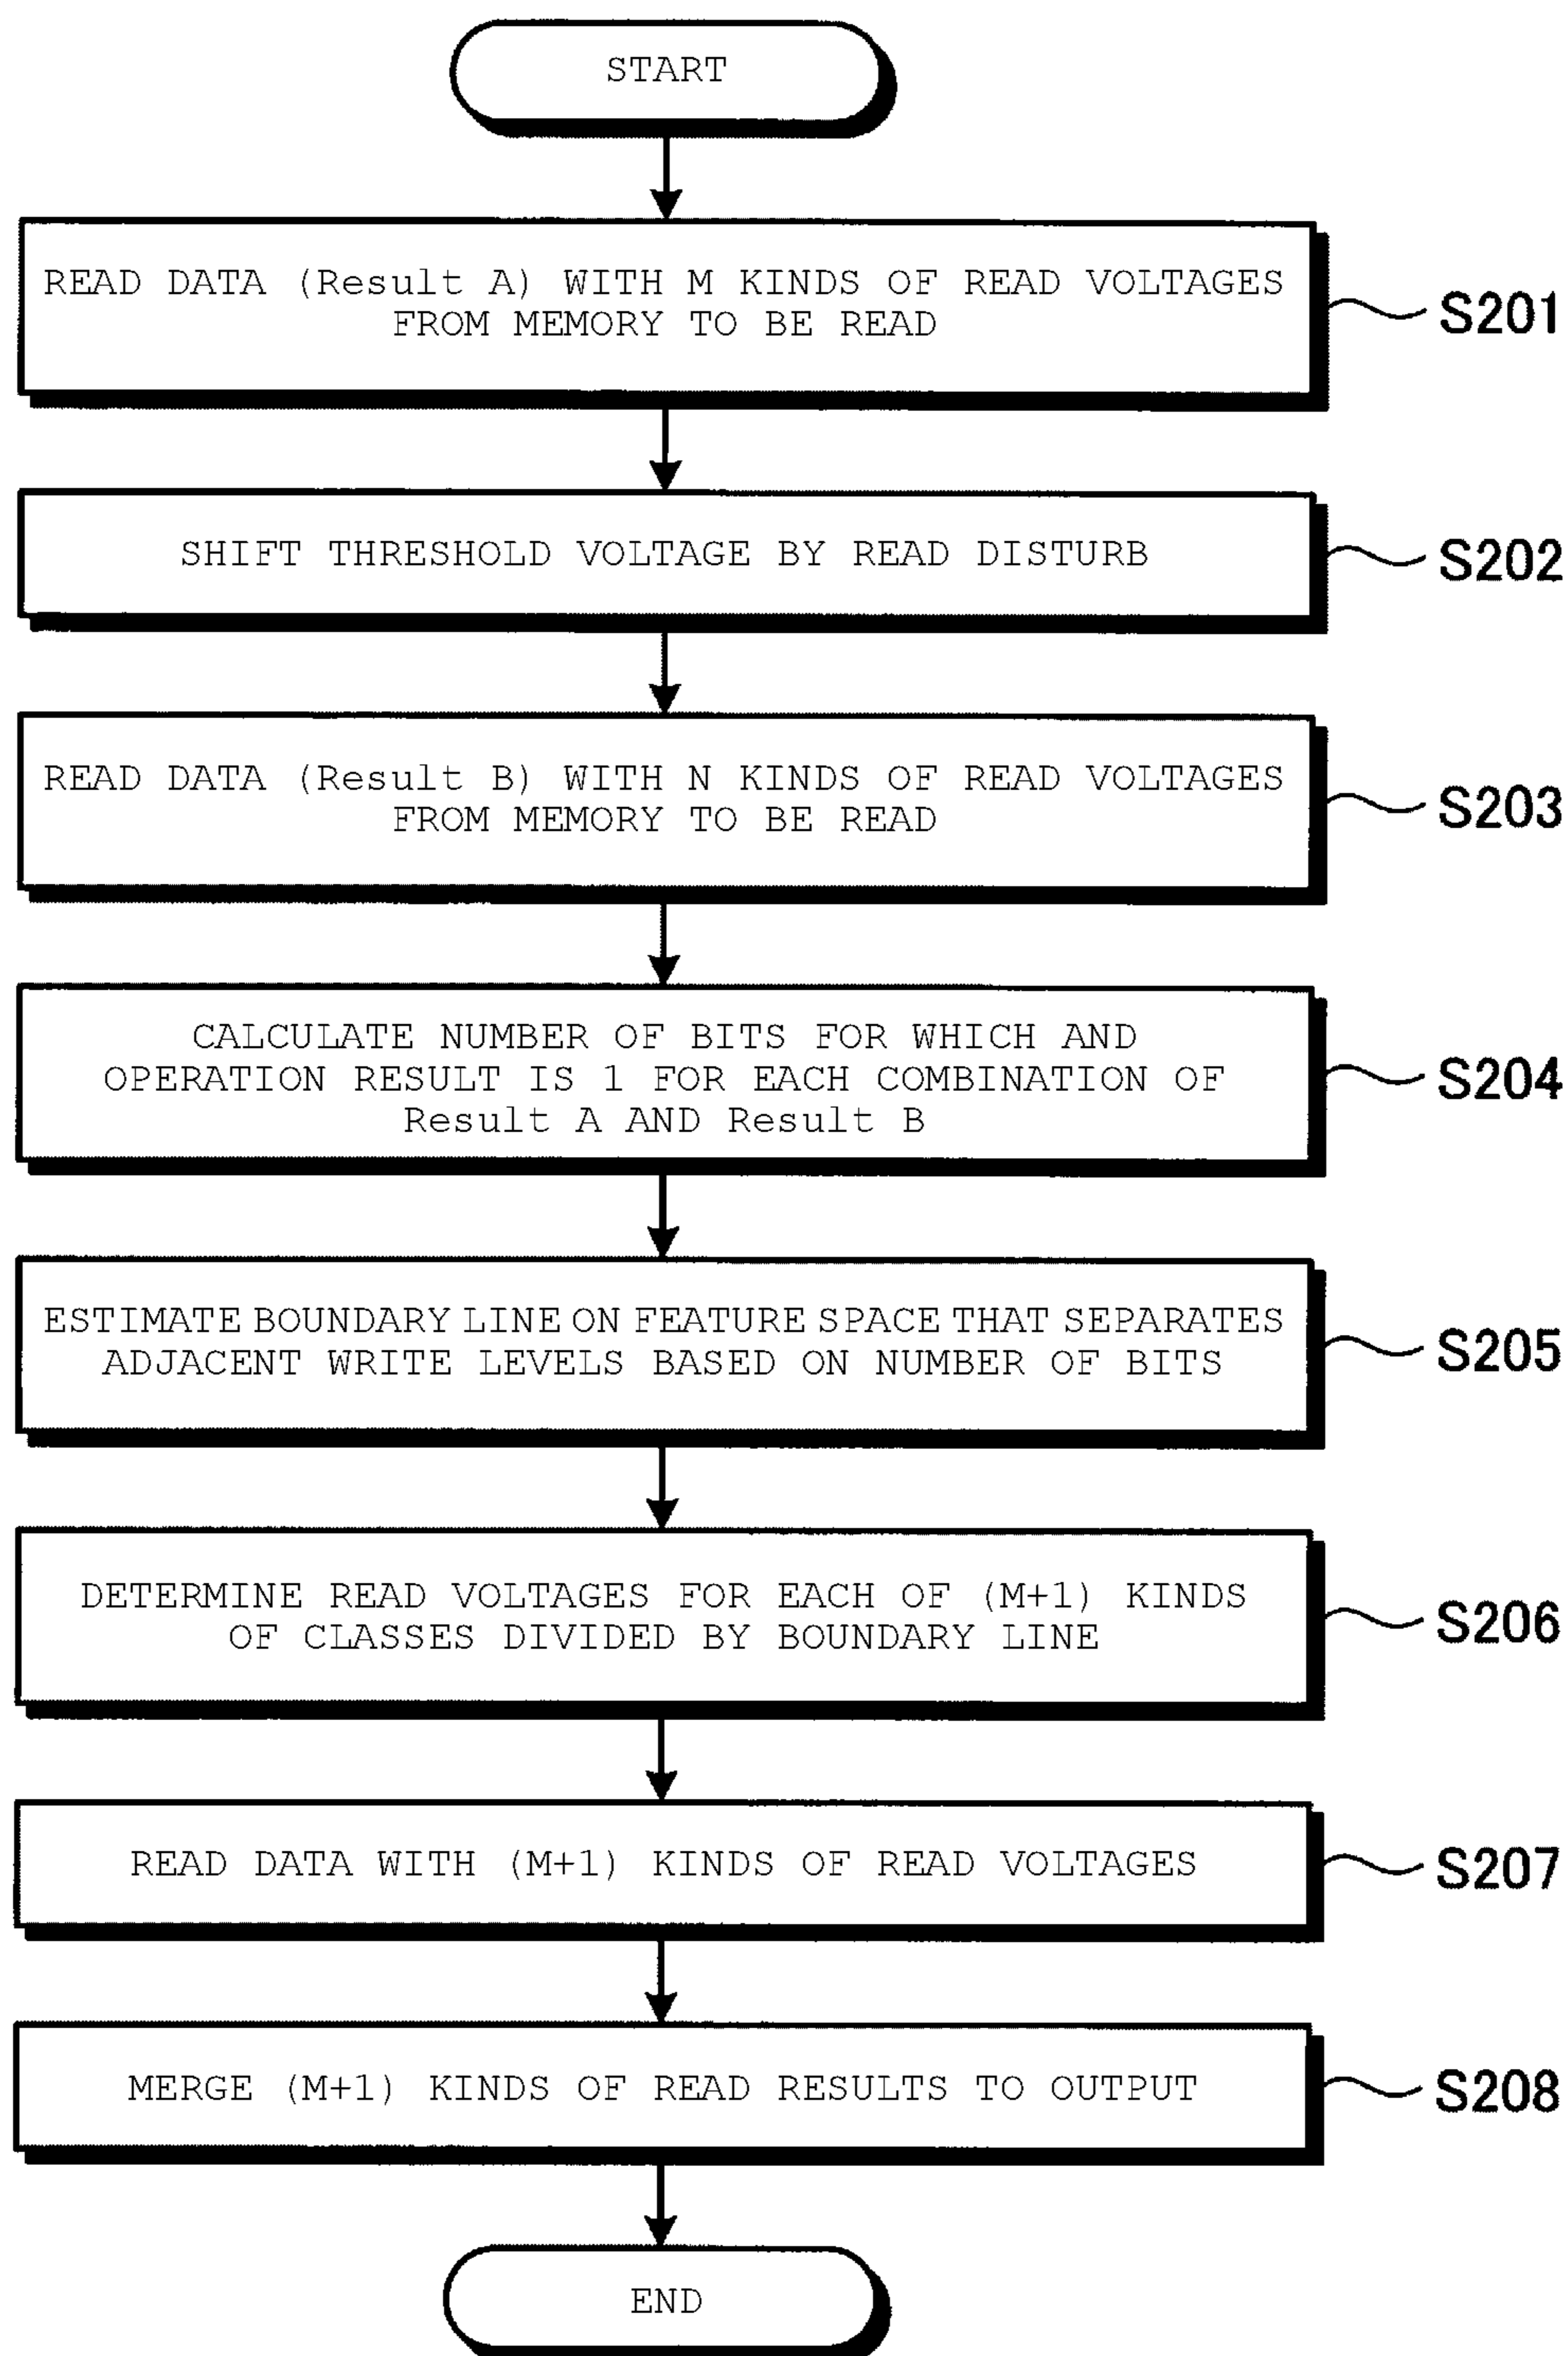 START
READ DATA (Result A) WITH M KINDS OF READ VOLTAGES
FROM MEMORY TO BE READ
S201
SHIFT THRESHOLD VOLTAGE BY READ DISTURB
S202
READ DATA (Result B) WITH N KINDS OF READ VOLTAGES
FROM MEMORY TO BE READ
S203
CALCULATE NUMBER OF BITS FOR WHICH AND
OPERATION RESULT IS 1 FOR EACH COMBINATION OF
Result A AND Result B
S204
ESTIMATE BOUNDARY LINE ON FEATURE SPACE THAT SEPARATES
ADJACENT WRITE LEVELS BASED ON NUMBER OF BITS
S205
DETERMINE READ VOLTAGES FOR EACH OF (M+1) KINDS
OF CLASSES DIVIDED BY BOUNDARY LINE
S206
READ DATA WITH (M+1) KINDS OF READ VOLTAGES
S207
MERGE (M+1) KINDS OF READ RESULTS TO OUTPUT
S208
END